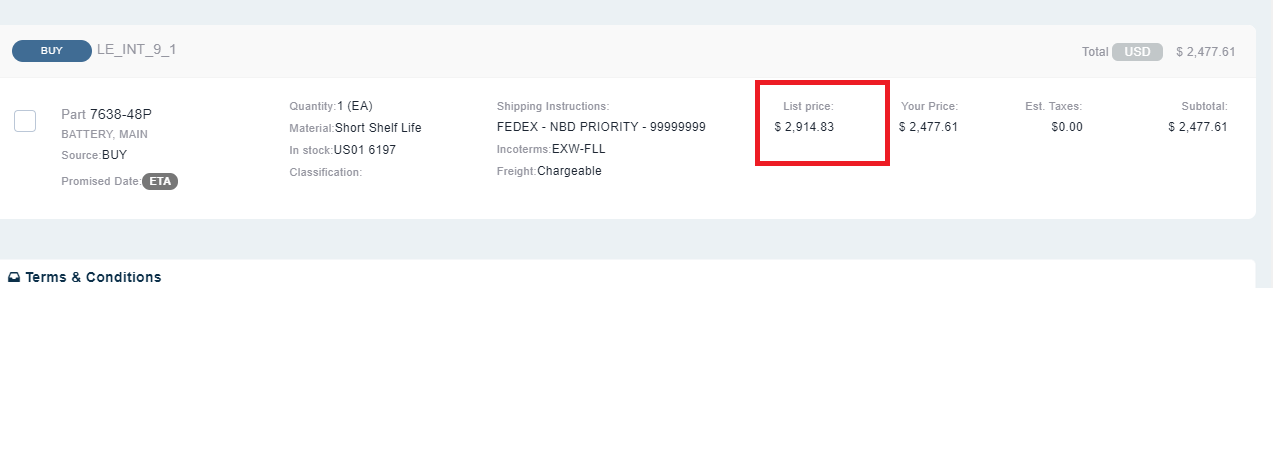 BUY LE_INT_9_1 Total USD $ 2,477.61
Part 7638-48P
BATTERY, MAIN
Source:BUY
Promised Date: ETA
Quantity:1 (EA)
Material:Short Shelf Life
In stock:US01 6197
Classification:
Shipping Instructions:
FEDEX - NBD PRIORITY - 99999999
Incoterms:EXW-FLL
Freight:Chargeable
List price:
$ 2,914.83
Your Price:
$ 2,477.61
Est. Taxes:
$0.00
Subtotal:
$ 2,477.61
Terms & Conditions